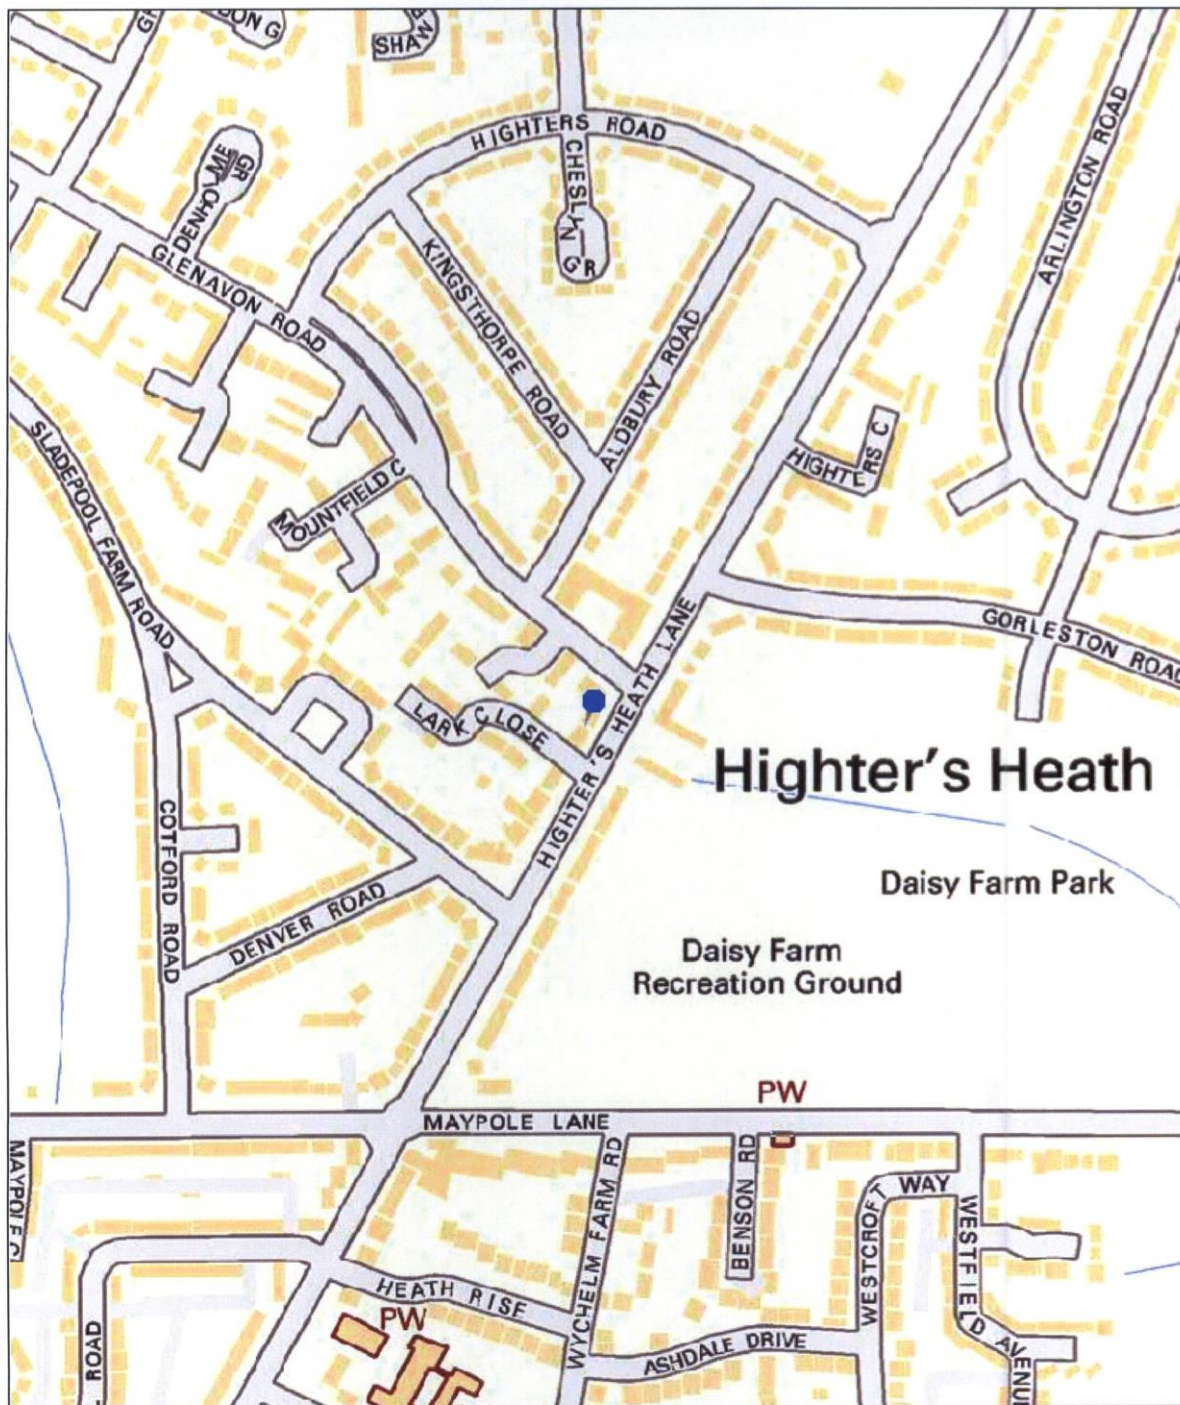 SHAW
HIGHTERS ROAD
CHESLIN GR
DENHOLME GR
GLENAVON ROAD
KINGSTHORPE ROAD
ALDBURY ROAD
ARLINGTON ROAD
HIGHTERS C
SLADEPOOL FARM ROAD
MOUNTFIELD C
GORLESTON ROAD
LARK CLOSE
HIGHTER'S HEATH LANE
Highter's Heath
Daisy Farm Park
COTFORD ROAD
DENVER ROAD
Daisy Farm
Recreation Ground
PW
MAYPOLE LANE
MAYPOLE C
WYCHELM FARM RD
BENSON RD
WESTCROFT WAY
WESTFIELD AVENU
HEATH RISE
PW
ASHDALE DRIVE
ROAD